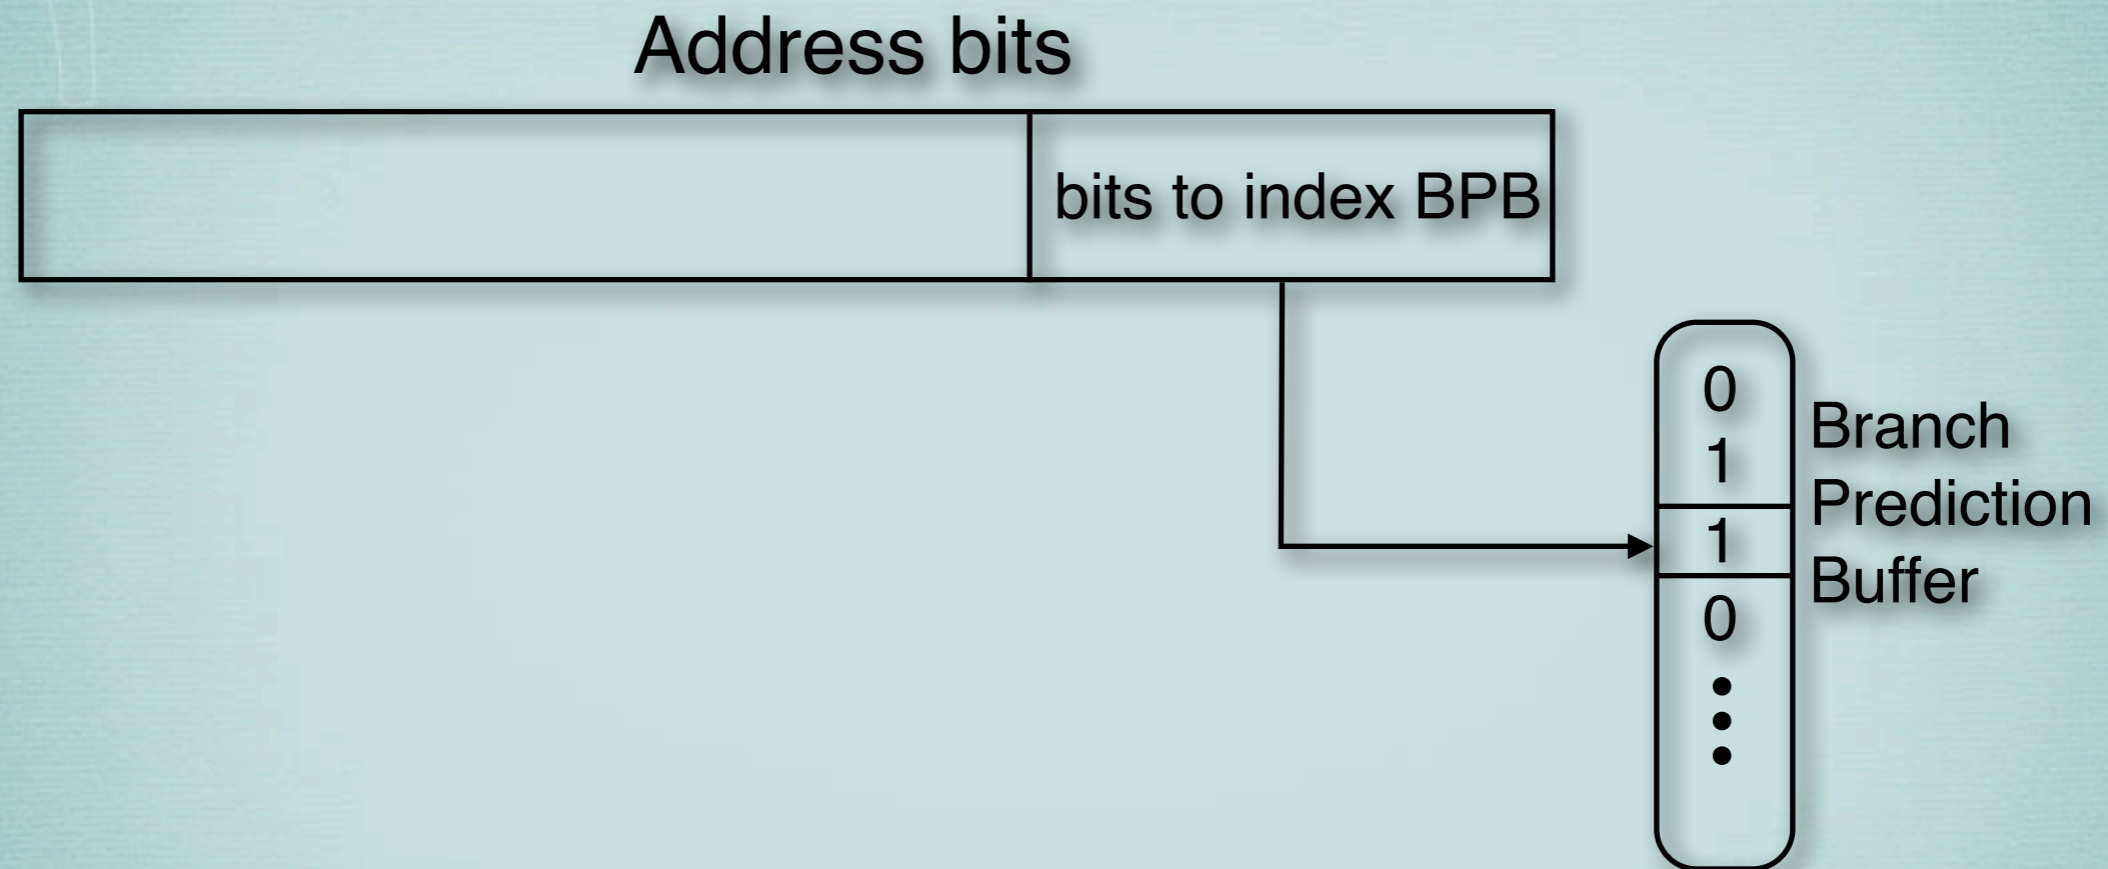 Address bits
bits to index BPB
0
1
1
0
Branch
Prediction
Buffer